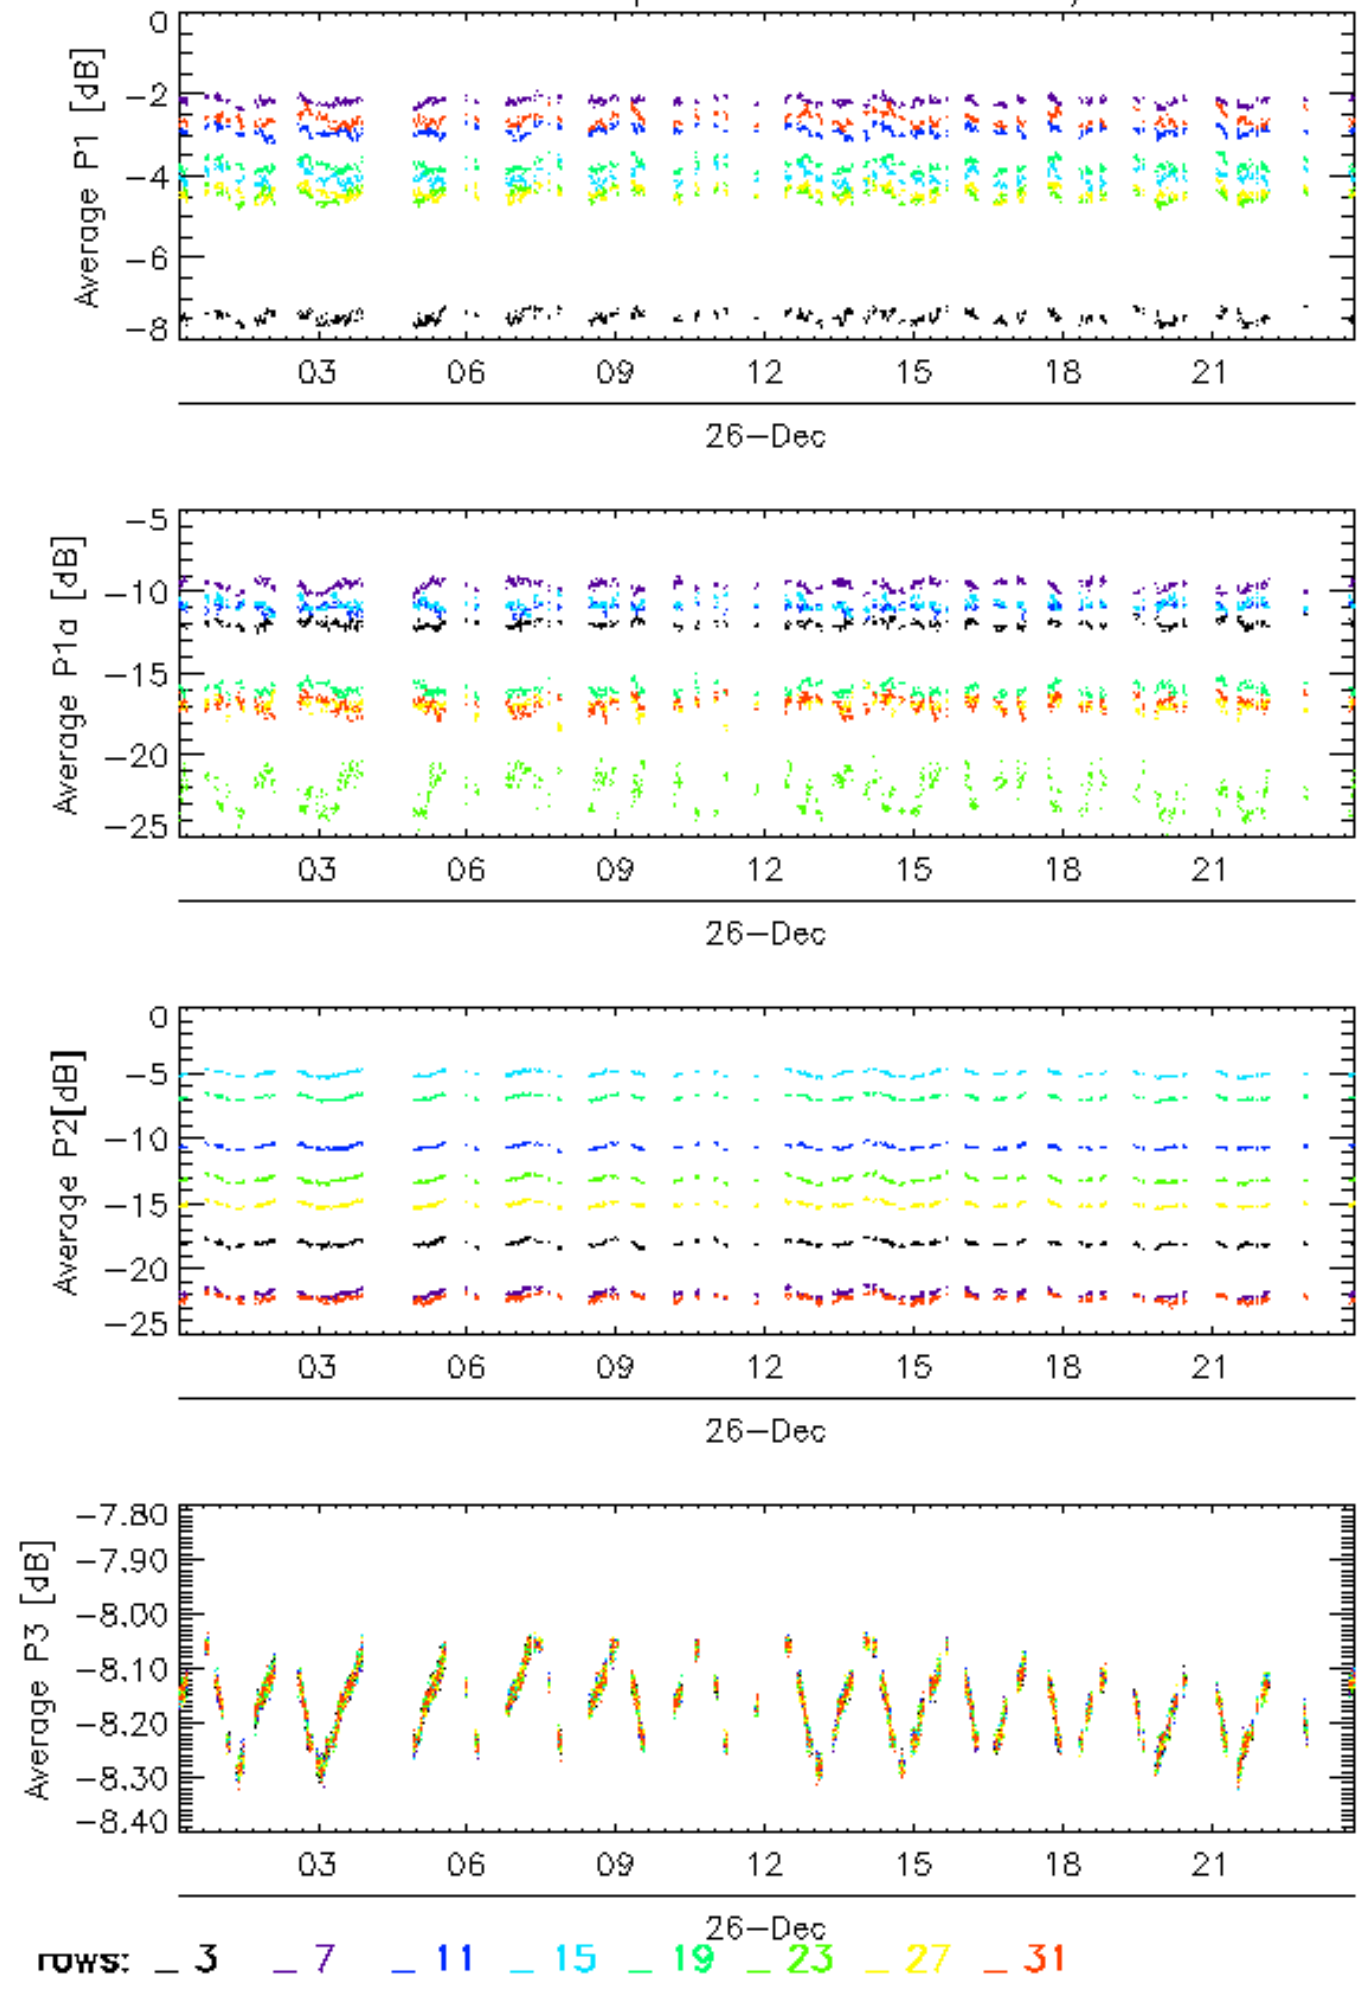 0
−2
−4
−6
−8
Average P1 [dB]
03 06 09 12 15 18 21
26−Dec
−5
−10
−15
−20
−25
Average P1a [dB]
03 06 09 12 15 18 21
26−Dec
0
−5
−10
−15
−20
−25
Average P2[dB]
03 06 09 12 15 18 21
26−Dec
−7.80
−7.90
−8.00
−8.10
−8.20
−8.30
−8.40
Average P3 [dB]
03 06 09 12 15 18 21
26−Dec
rows: _ 3 _ 7 _ 11 _ 15 _ 19 _ 23 _ 27 _ 31